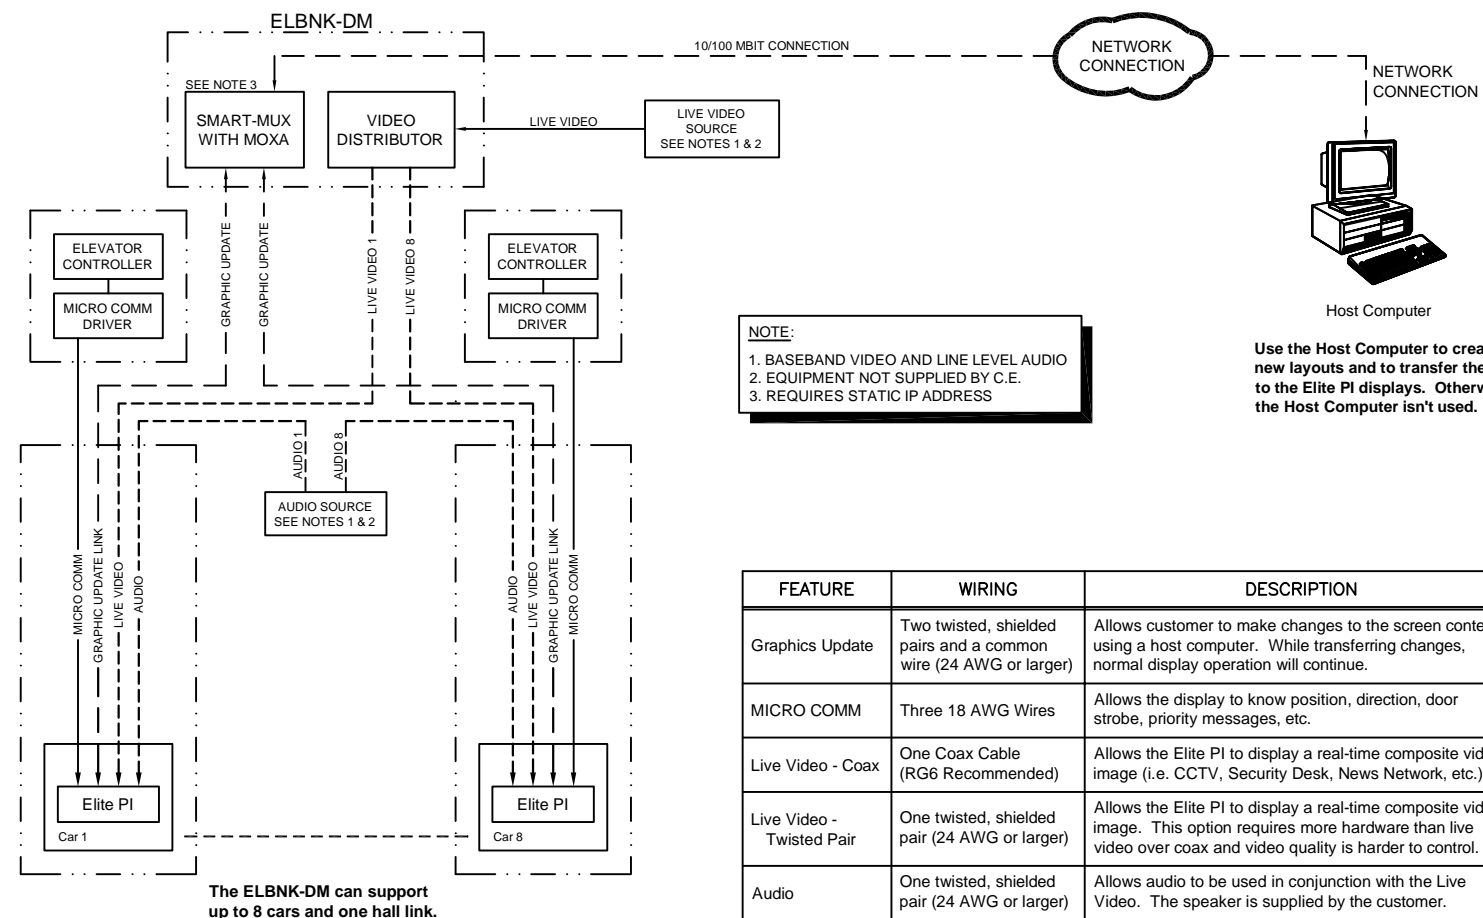 ELBNK-DM
10/100 MBIT CONNECTION
NETWORK
CONNECTION
NETWORK
CONNECTION
SEE NOTE 3
SMART-MUX
WITH MOXA
VIDEO
DISTRIBUTOR
LIVE VIDEO
LIVE VIDEO
SOURCE
SEE NOTES 1 & 2
GRAPHIC UPDATE
GRAPHIC UPDATE
LIVE VIDEO 1
LIVE VIDEO 8
ELEVATOR
CONTROLLER
MICRO COMM
DRIVER
ELEVATOR
CONTROLLER
MICRO COMM
DRIVER
Host Computer
Use the Host Computer to
new layouts and to transfer
to the Elite PI displays.
the Host Computer isn't used.
NOTE:
1. BASEBAND VIDEO AND LINE LEVEL AUDIO
2. EQUIPMENT NOT SUPPLIED BY C.E.
3. REQUIRES STATIC IP ADDRESS
AUDIO 1
AUDIO 8
AUDIO SOURCE
SEE NOTES 1 & 2
MICRO COMM
GRAPHIC UPDATE LINK
LIVE VIDEO
AUDIO
AUDIO
LIVE VIDEO
GRAPHIC UPDATE LINK
MICRO COMM
Elite PI
Car 1
Elite PI
Car 8
The ELBNK-DM can support
up to 8 cars and one hall link.
FEATURE WIRING DESCRIPTION
Graphics Update
Two twisted, shielded
pairs and a common
wire (24 AWG or larger)
Allows customer to make changes to the screen
using a host computer. While transferring changes,
normal display operation will continue.
MICRO COMM
Three 18 AWG Wires
Allows the display to know position, direction, door
strobe, priority messages, etc.
Live Video - Coax
One Coax Cable
(RG6 Recommended)
Allows the Elite PI to display a real-time composite
image (i.e. CCTV, Security Desk, News Network, etc.)
Live Video -
Twisted Pair
One twisted, shielded
pair (24 AWG or larger)
Allows the Elite PI to display a real-time composite
image. This option requires more hardware than live
video over coax and video quality is harder to control.
Audio
One twisted, shielded
pair (24 AWG or larger)
Allows audio to be used in conjunction with the Live
Video. The speaker is supplied by the customer.